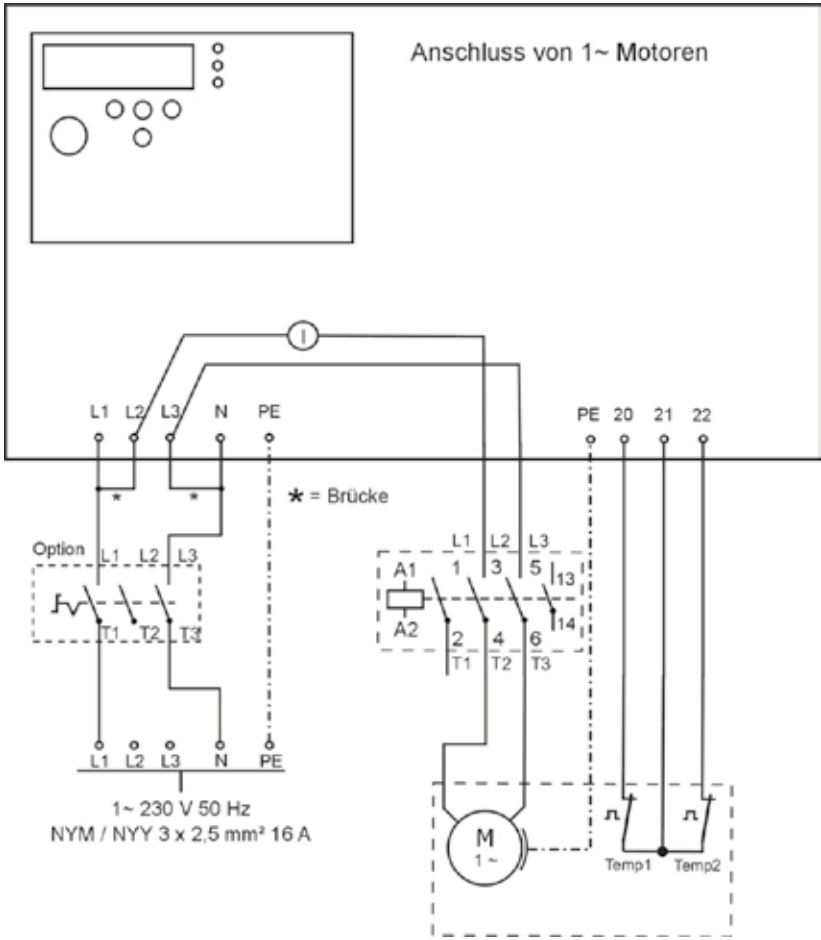 Anschluss von 1~ Motoren
I
L1 L2 L3 N PE
PE 20 21 22
* *
* = Brücke
Option
L1 L2 L3
T1 T2 T3
L1 L2 L3
A1 1 3 5 13
A2 2 4 6 14
T1 T2 T3
L1 L2 L3 N PE
1~ 230 V 50 Hz
NYM / NYY 3 x 2,5 mm² 16 A
M
1 ~
Temp1 Temp2